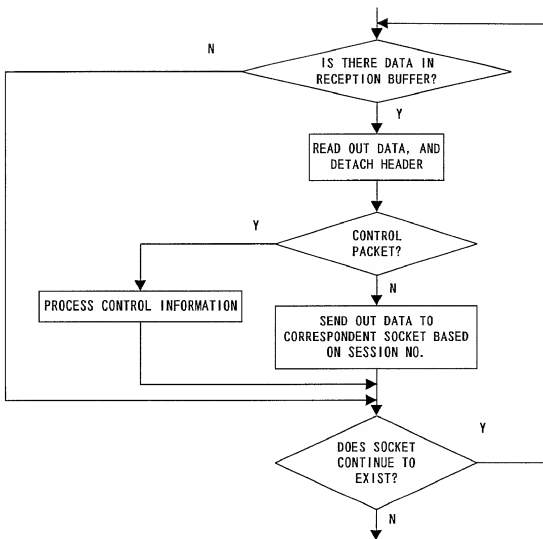 N
IS THERE DATA IN
RECEPTION BUFFER?
Y
READ OUT DATA, AND
DETACH HEADER
Y
CONTROL
PACKET?
N
PROCESS CONTROL INFORMATION
SEND OUT DATA TO
CORRESPONDENT SOCKET BASED
ON SESSION NO.
DOES SOCKET
CONTINUE TO
EXIST?
Y
N